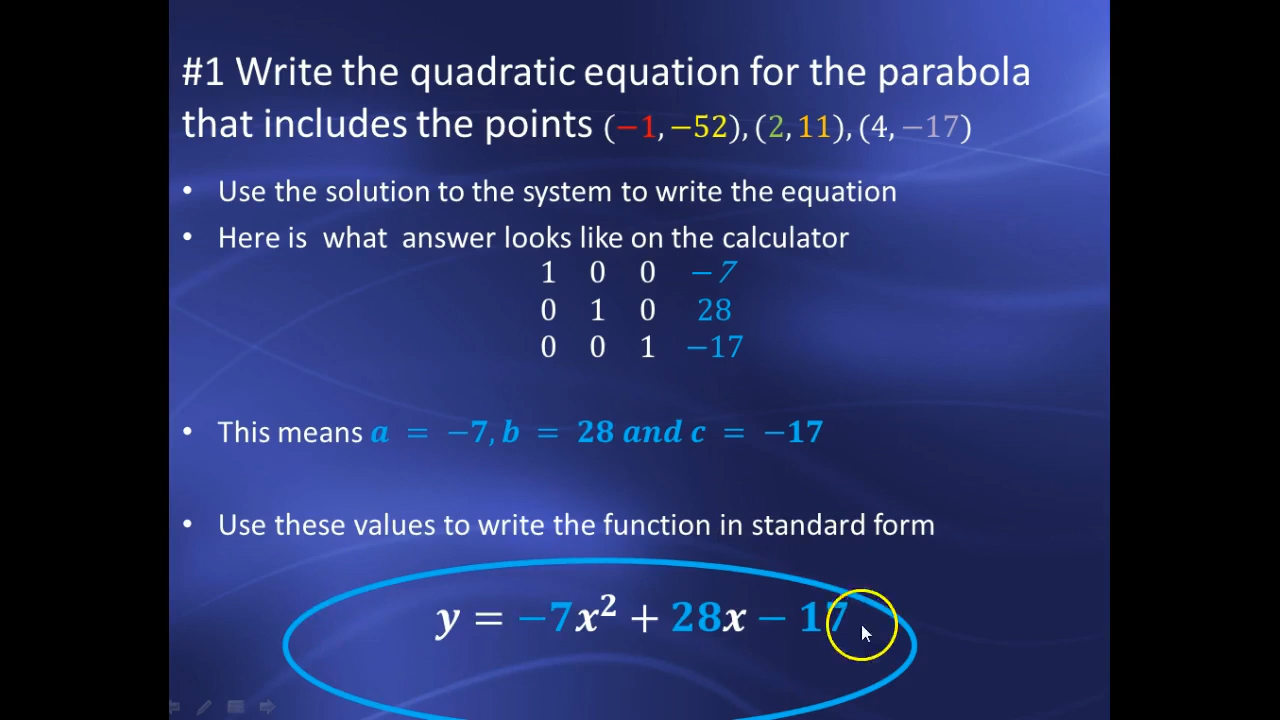 #1 Write the quadratic equation for the parabola
that includes the points (−1, −52), (2, 11), (4, −17)
• Use the solution to the system to write the equation
• Here is what answer looks like on the calculator
1 0 0 −7
0 1 0 28
0 0 1 −17
• This means a = −7, b = 28 and c = −17
• Use these values to write the function in standard form
y = −7x² + 28x − 17